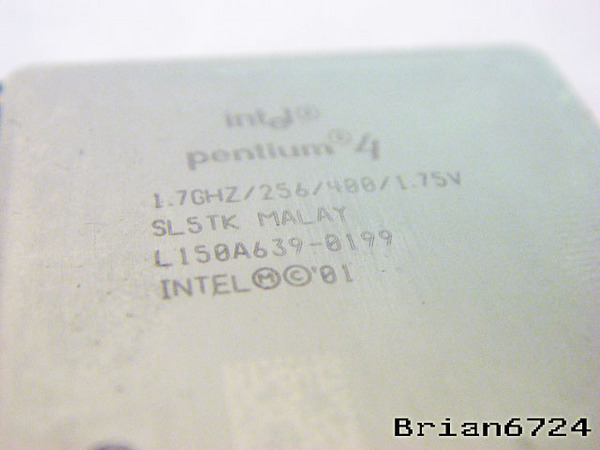 intel®
pentium®4
1.7GHZ/256/400/1.75V
SL5TK MALAY
L150A639-0199
INTEL Ⓜ © '01
Brian6724